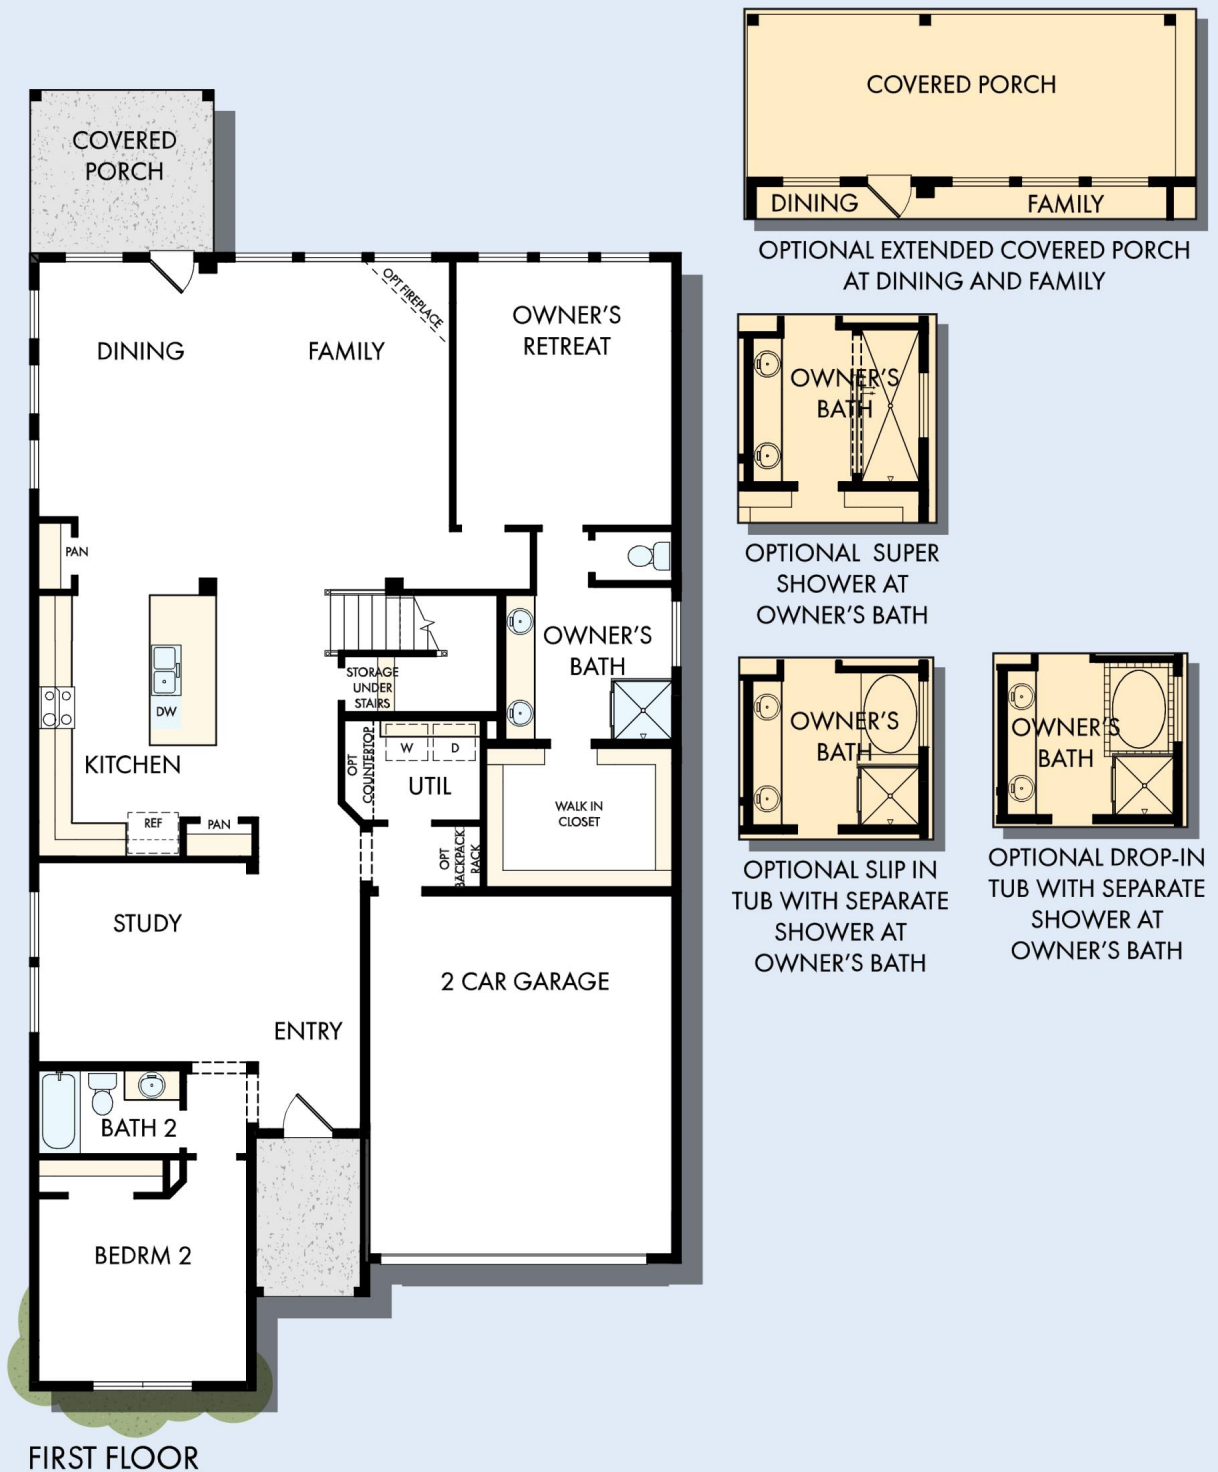 COVERED
PORCH
DINING
FAMILY
OPT FIREPLACE
OWNER'S
RETREAT
PAN
DW
KITCHEN
REF
PAN
STORAGE
UNDER
STAIRS
OWNER'S
BATH
OPT
COUNTERTOP
W
D
UTIL
OPT
BACKPACK
RACK
WALK IN
CLOSET
STUDY
ENTRY
2 CAR GARAGE
BATH 2
BEDRM 2
FIRST FLOOR
COVERED PORCH
DINING
FAMILY
OPTIONAL EXTENDED COVERED PORCH
AT DINING AND FAMILY
OWNER'S
BATH
OPTIONAL SUPER
SHOWER AT
OWNER'S BATH
OWNER'S
BATH
OPTIONAL SLIP IN
TUB WITH SEPARATE
SHOWER AT
OWNER'S BATH
OWNER'S
BATH
OPTIONAL DROP-IN
TUB WITH SEPARATE
SHOWER AT
OWNER'S BATH